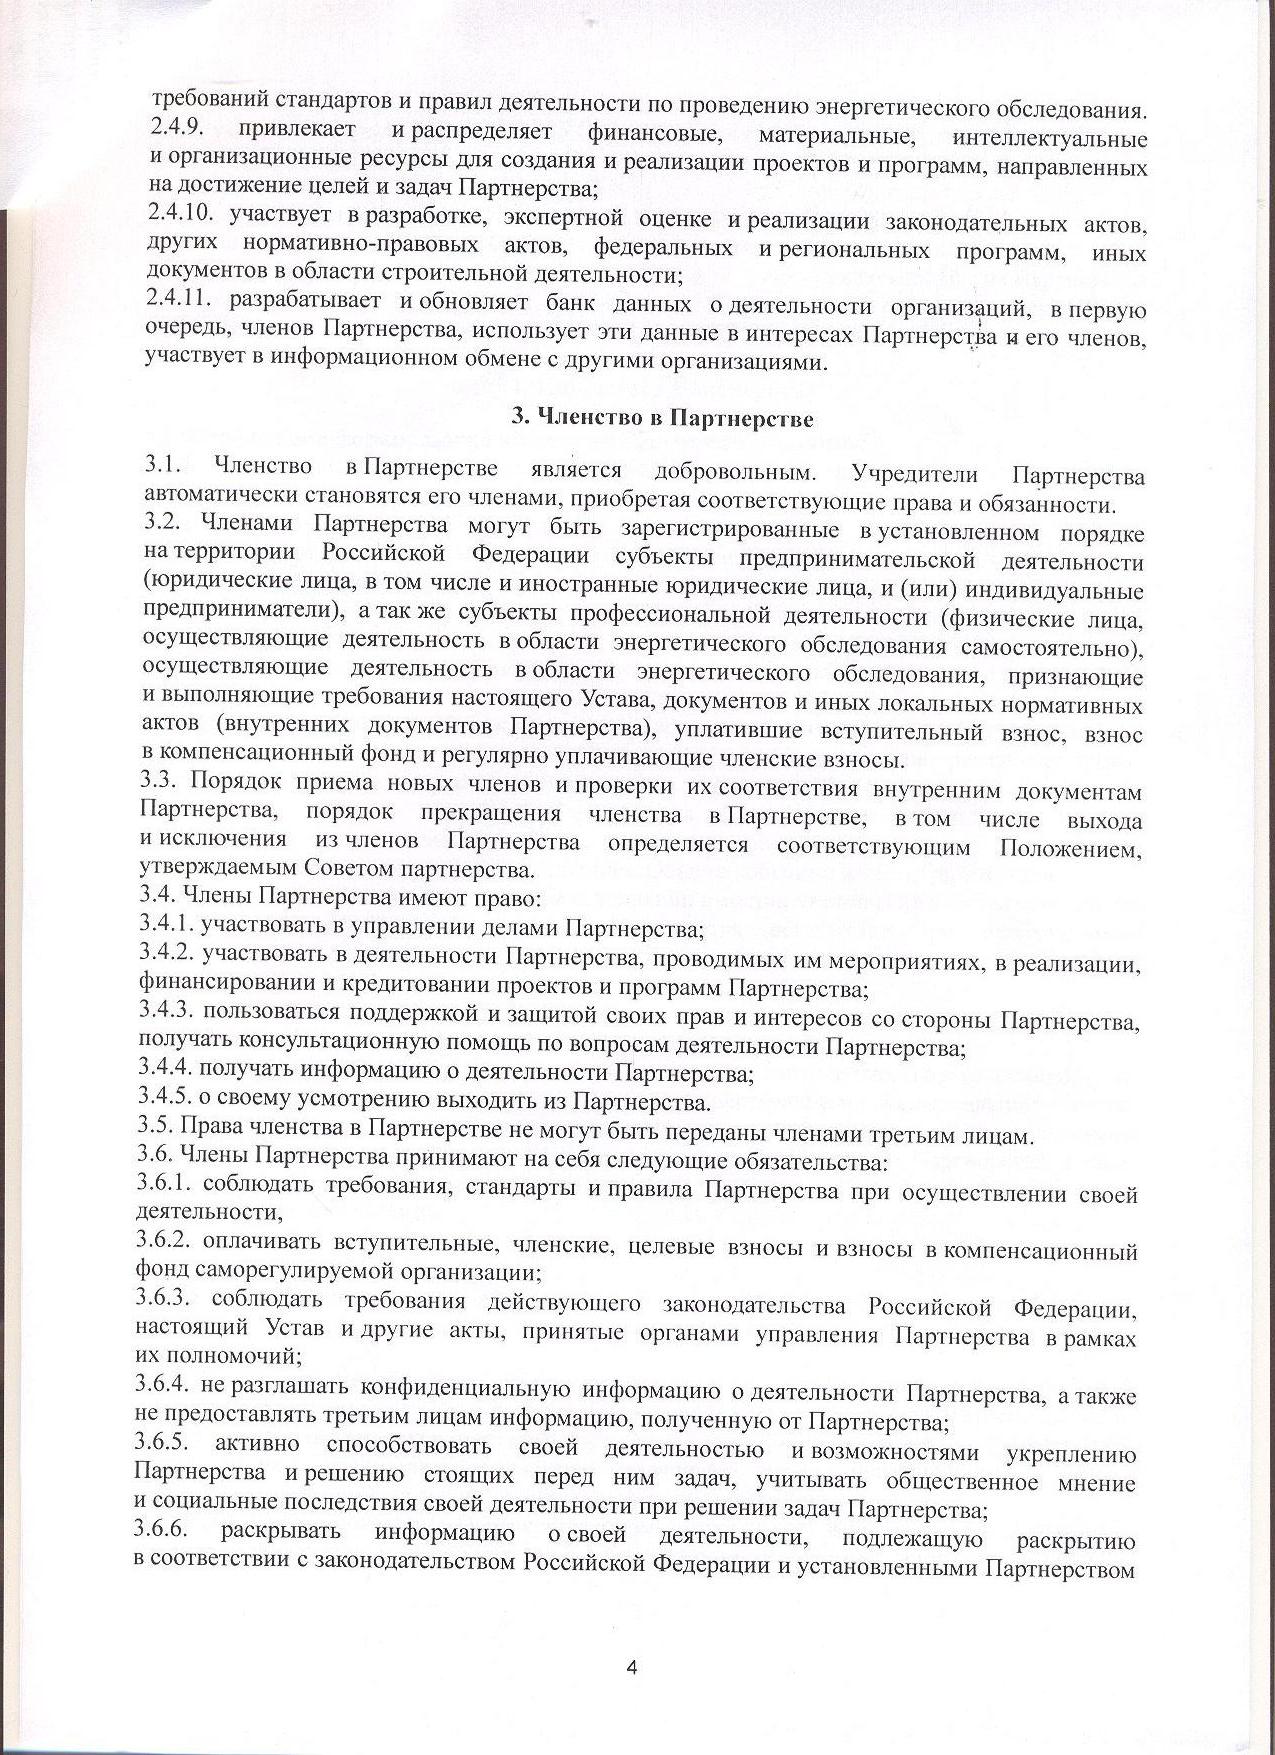 требований стандартов и правил деятельности по проведению энергетического обследования.
2.4.9. привлекает и распределяет финансовые, материальные, интеллектуальные
и организационные ресурсы для создания и реализации проектов и программ, направленных
на достижение целей и задач Партнерства;
2.4.10. участвует в разработке, экспертной оценке и реализации законодательных актов,
других нормативно-правовых актов, федеральных и региональных программ, иных
документов в области строительной деятельности;
2.4.11. разрабатывает и обновляет банк данных о деятельности организаций, в первую
очередь, членов Партнерства, использует эти данные в интересах Партнерства и его членов,
участвует в информационном обмене с другими организациями.
3. Членство в Партнерстве
3.1. Членство в Партнерстве является добровольным. Учредители Партнерства
автоматически становятся его членами, приобретая соответствующие права и обязанности.
3.2. Членами Партнерства могут быть зарегистрированные в установленном порядке
на территории Российской Федерации субъекты предпринимательской деятельности
(юридические лица, в том числе и иностранные юридические лица, и (или) индивидуальные
предприниматели), а так же субъекты профессиональной деятельности (физические лица,
осуществляющие деятельность в области энергетического обследования самостоятельно),
осуществляющие деятельность в области энергетического обследования, признающие
и выполняющие требования настоящего Устава, документов и иных локальных нормативных
актов (внутренних документов Партнерства), уплатившие вступительный взнос, взнос
в компенсационный фонд и регулярно уплачивающие членские взносы.
3.3. Порядок приема новых членов и проверки их соответствия внутренним документам
Партнерства, порядок прекращения членства в Партнерстве, в том числе выхода
и исключения из членов Партнерства определяется соответствующим Положением,
утверждаемым Советом партнерства.
3.4. Члены Партнерства имеют право:
3.4.1. участвовать в управлении делами Партнерства;
3.4.2. участвовать в деятельности Партнерства, проводимых им мероприятиях, в реализации,
финансировании и кредитовании проектов и программ Партнерства;
3.4.3. пользоваться поддержкой и защитой своих прав и интересов со стороны Партнерства,
получать консультационную помощь по вопросам деятельности Партнерства;
3.4.4. получать информацию о деятельности Партнерства;
3.4.5. о своему усмотрению выходить из Партнерства.
3.5. Права членства в Партнерстве не могут быть переданы членами третьим лицам.
3.6. Члены Партнерства принимают на себя следующие обязательства:
3.6.1. соблюдать требования, стандарты и правила Партнерства при осуществлении своей
деятельности,
3.6.2. оплачивать вступительные, членские, целевые взносы и взносы в компенсационный
фонд саморегулируемой организации;
3.6.3. соблюдать требования действующего законодательства Российской Федерации,
настоящий Устав и другие акты, принятые органами управления Партнерства в рамках
их полномочий;
3.6.4. не разглашать конфиденциальную информацию о деятельности Партнерства, а также
не предоставлять третьим лицам информацию, полученную от Партнерства;
3.6.5. активно способствовать своей деятельностью и возможностями укреплению
Партнерства и решению стоящих перед ним задач, учитывать общественное мнение
и социальные последствия своей деятельности при решении задач Партнерства;
3.6.6. раскрывать информацию о своей деятельности, подлежащую раскрытию
в соответствии с законодательством Российской Федерации и установленными Партнерством
4